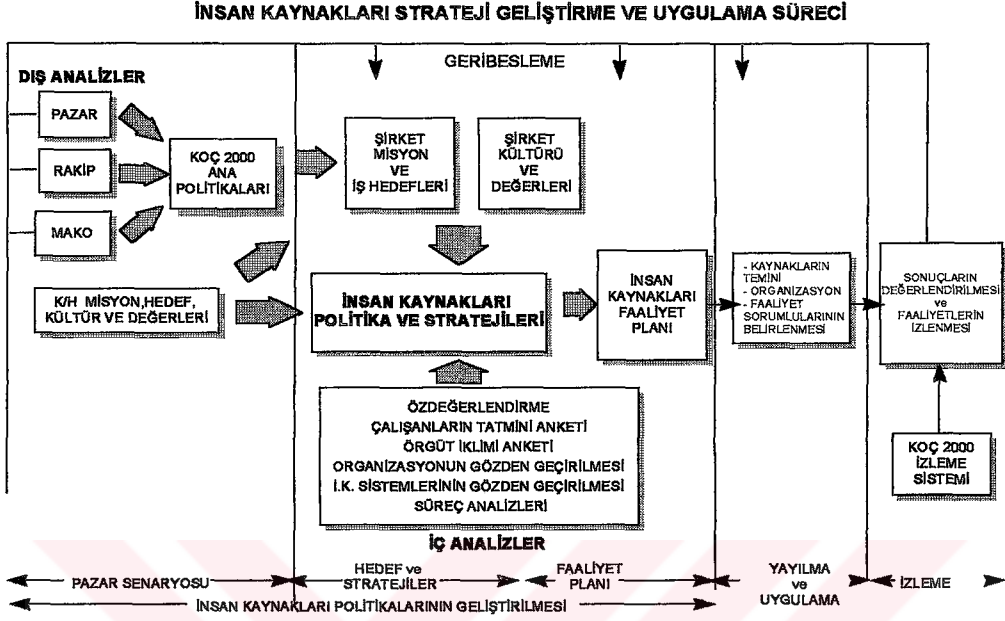 İNSAN KAYNAKLARI STRATEJİ GELİŞTİRME VE UYGULAMA SÜRECİ
GERİBESLEME
DIŞ ANALİZLER
PAZAR
RAKİP
MAKO
KOÇ 2000
ANA
POLİTİKALARI
ŞİRKET
MİSYON
VE
İŞ HEDEFLERİ
ŞİRKET
KÜLTÜRÜ
VE
DEĞERLERİ
K/H MİSYON,HEDEF,
KÜLTÜR VE DEĞERLERİ
İNSAN KAYNAKLARI
POLİTİKA VE STRATEJİLERİ
İNSAN
KAYNAKLARI
FAALİYET
PLANI
- KAYNAKLARIN
TEMİNİ
- ORGANİZASYON
- FAALİYET
SORUMLULARININ
BELİRLENMESİ
SONUÇLARIN
DEĞERLENDİRİLMESİ
ve
FAALİYETLERİN
İZLENMESİ
KOÇ 2000
İZLEME
SİSTEMİ
ÖZDEĞERLENDİRME
ÇALIŞANLARIN TATMİNİ ANKETİ
ÖRGÜT İKLİMİ ANKETİ
ORGANİZASYONUN GÖZDEN GEÇİRİLMESİ
İ.K. SİSTEMLERİNİN GÖZDEN GEÇİRİLMESİ
SÜREÇ ANALİZLERİ
İÇ ANALİZLER
PAZAR SENARYOSU
HEDEF ve
STRATEJİLER
FAALİYET
PLANI
YAYILMA
ve
UYGULAMA
İZLEME
İNSAN KAYNAKLARI POLİTİKALARININ GELİŞTİRİLMESİ